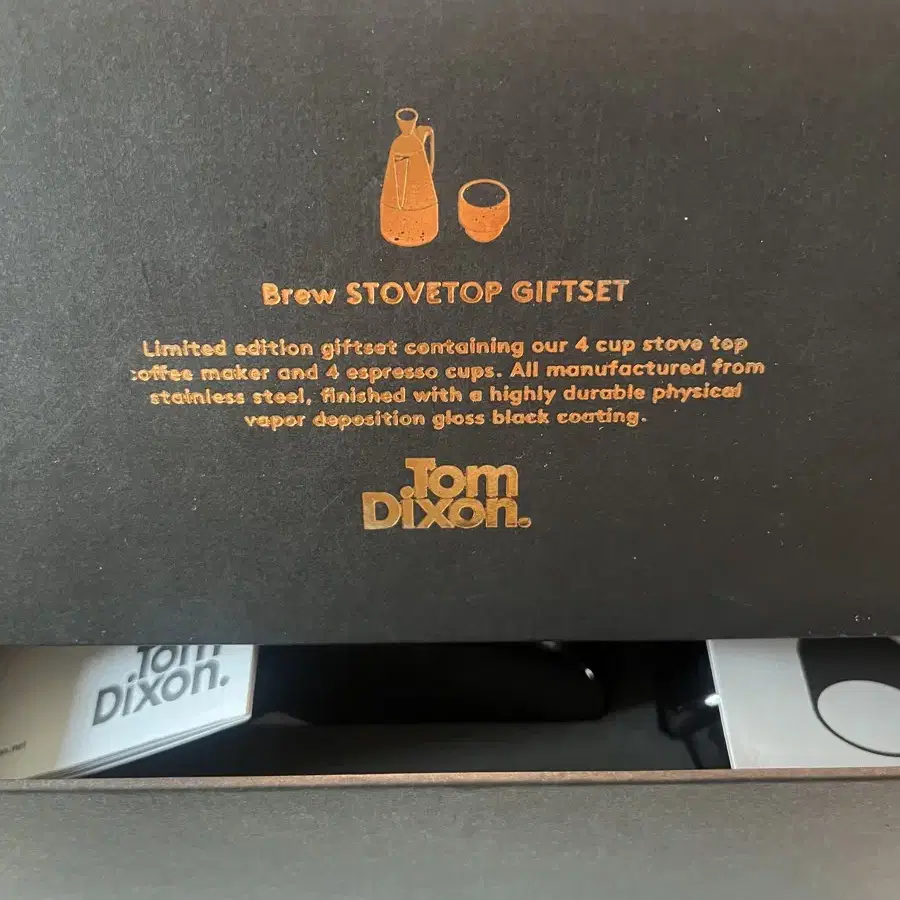 Brew STOVETOP GIFTSET
Limited edition giftset containing our 4 cup stove top
coffee maker and 4 espresso cups. All manufactured from
stainless steel, finished with a highly durable physical
vapor deposition gloss black coating.
Tom
Dixon.
Tom
Dixon.